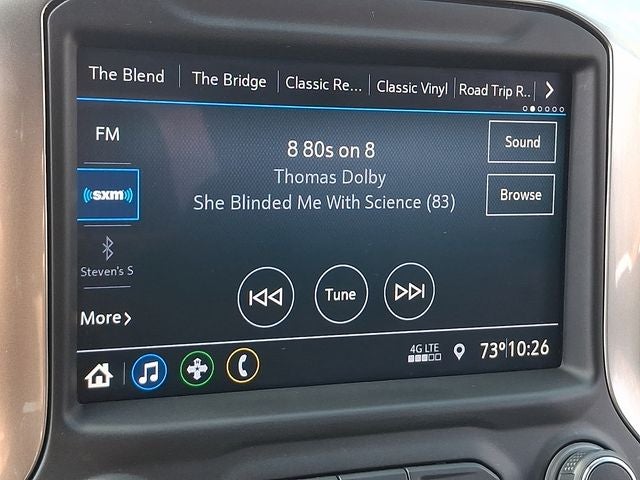 The Blend The Bridge Classic Re... Classic Vinyl Road Trip R..
FM
8 80s on 8
Sound
Thomas Dolby
((sxm))
She Blinded Me With Science (83)
Browse
Steven's S
Tune
More
4G LTE
73° 10:26